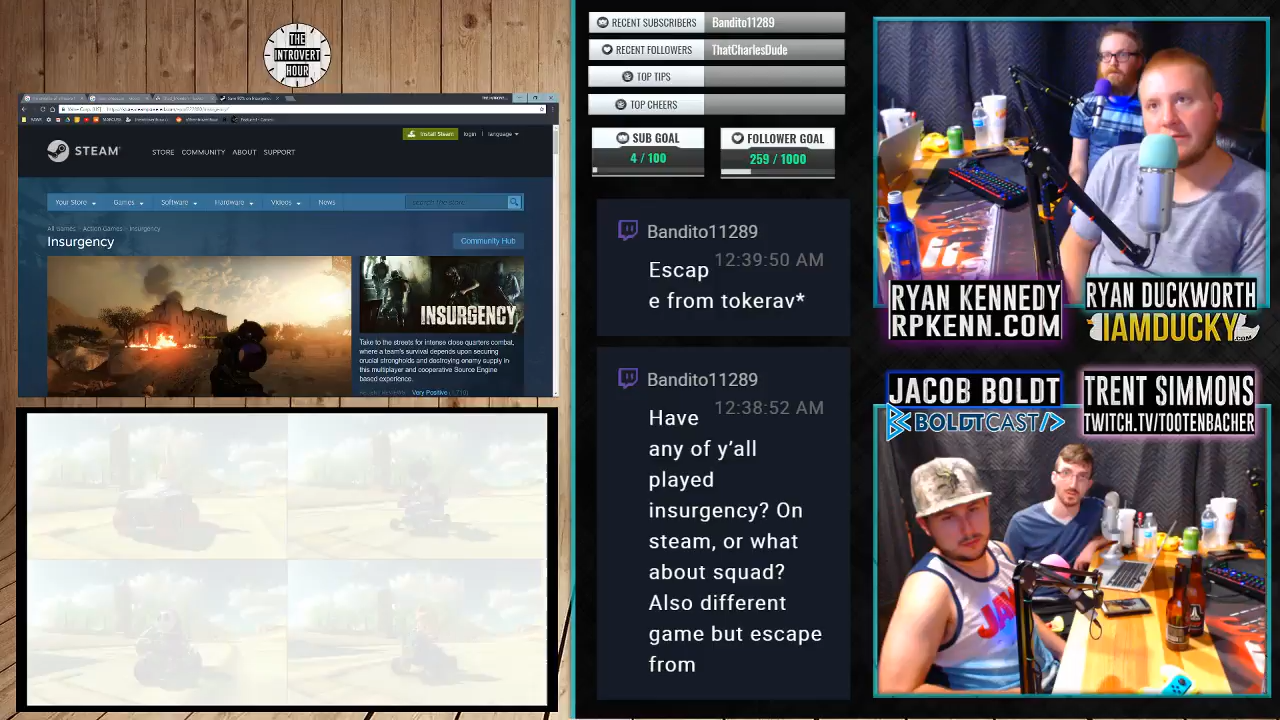 THE
INTROVERT
HOUR
Install Steam
login
language
STEAM
STORE
COMMUNITY
ABOUT
SUPPORT
Your Store
Games
Software
Hardware
Videos
News
search the store
All Games > Action Games > Insurgency
Insurgency
Community Hub
INSURGENCY
Take to the streets for intense close quarters combat,
where a team's survival depends upon securing
crucial strongholds and destroying enemy supply in
this multiplayer and cooperative Source Engine
based experience.
Very Positive
RECENT SUBSCRIBERS
Bandito11289
RECENT FOLLOWERS
ThatCharlesDude
TOP TIPS
TOP CHEERS
SUB GOAL
4 / 100
FOLLOWER GOAL
259 / 1000
Bandito11289
12:39:50 AM
Escap
e from tokerav*
Bandito11289
12:38:52 AM
Have
any of y'all
played
insurgency? On
steam, or what
about squad?
Also different
game but escape
from
RYAN KENNEDY
RPKENN.COM
RYAN DUCKWORTH
IAMDUCKY
.COM
JACOB BOLDT
BOLDTCAST
TRENT SIMMONS
TWITCH.TV/TOOTENBACHER